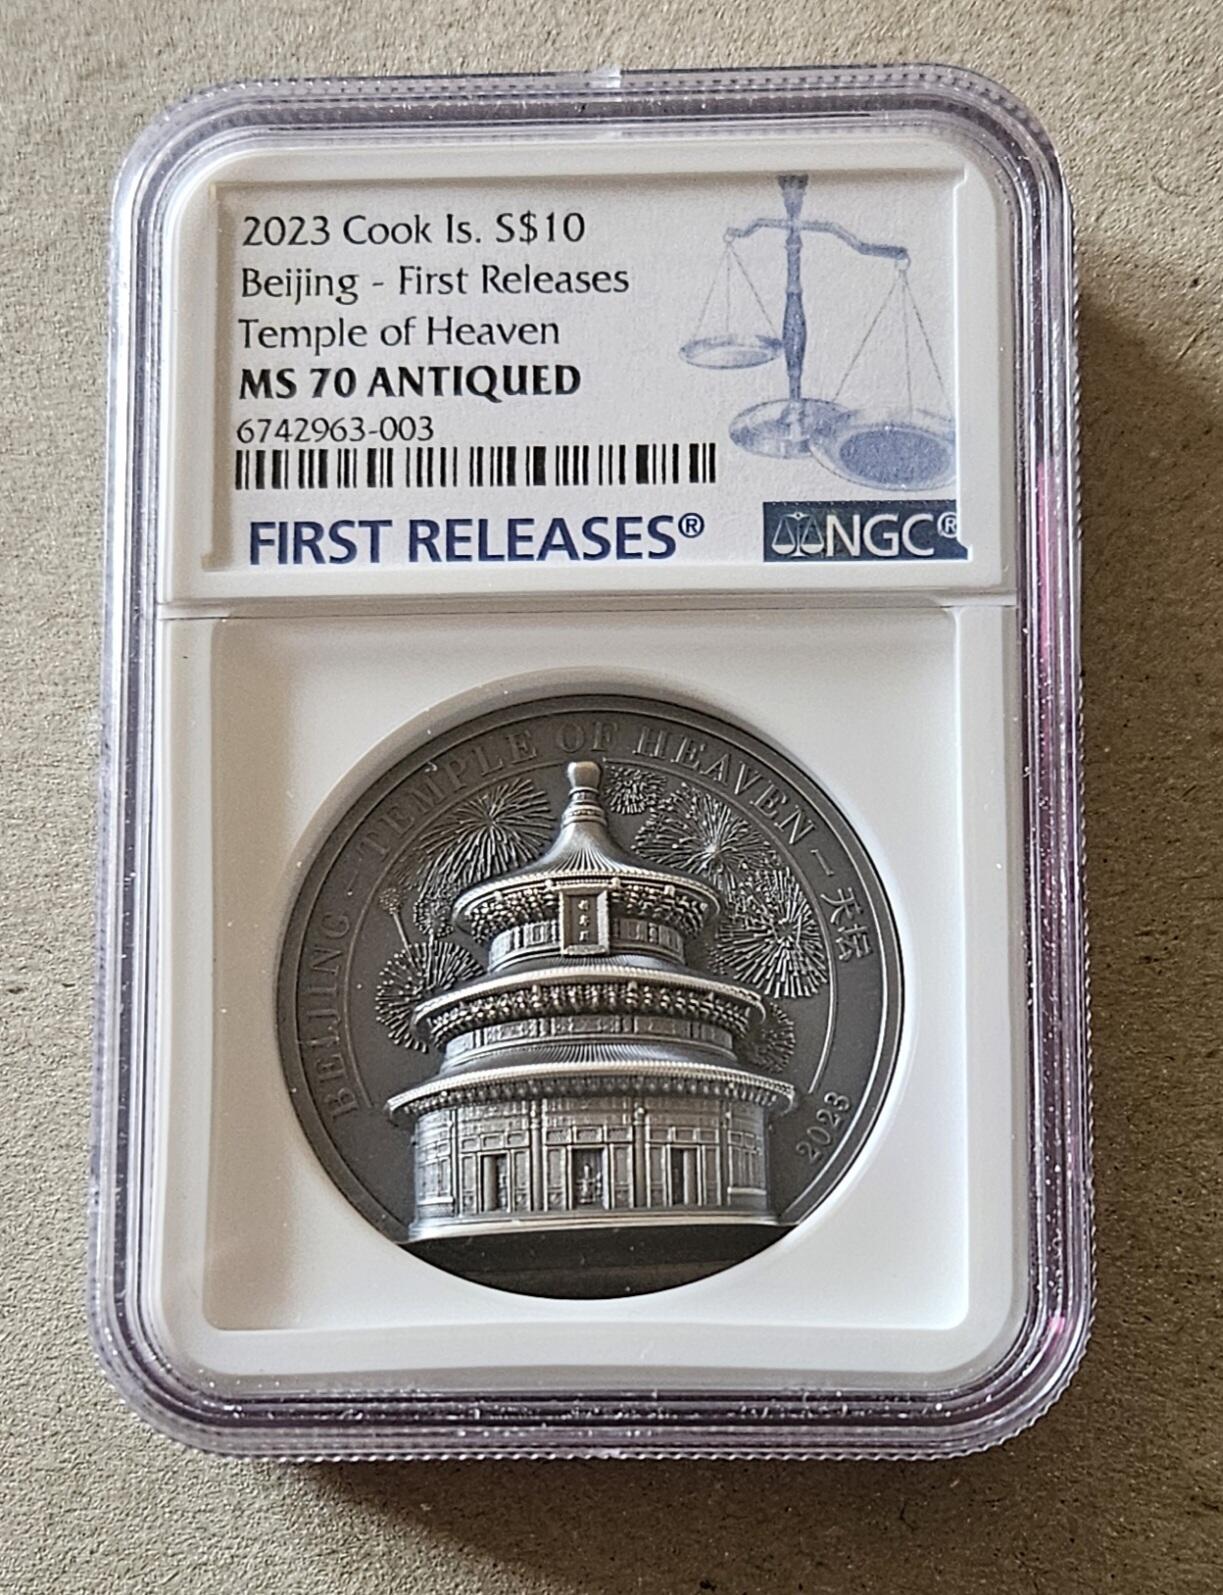 2023 Cook Is. S$10
Beijing - First Releases
Temple of Heaven
MS 70 ANTIQUED
6742963-003
FIRST RELEASES®
NGC®
BEIJING – TEMPLE OF HEAVEN – 天坛
2023